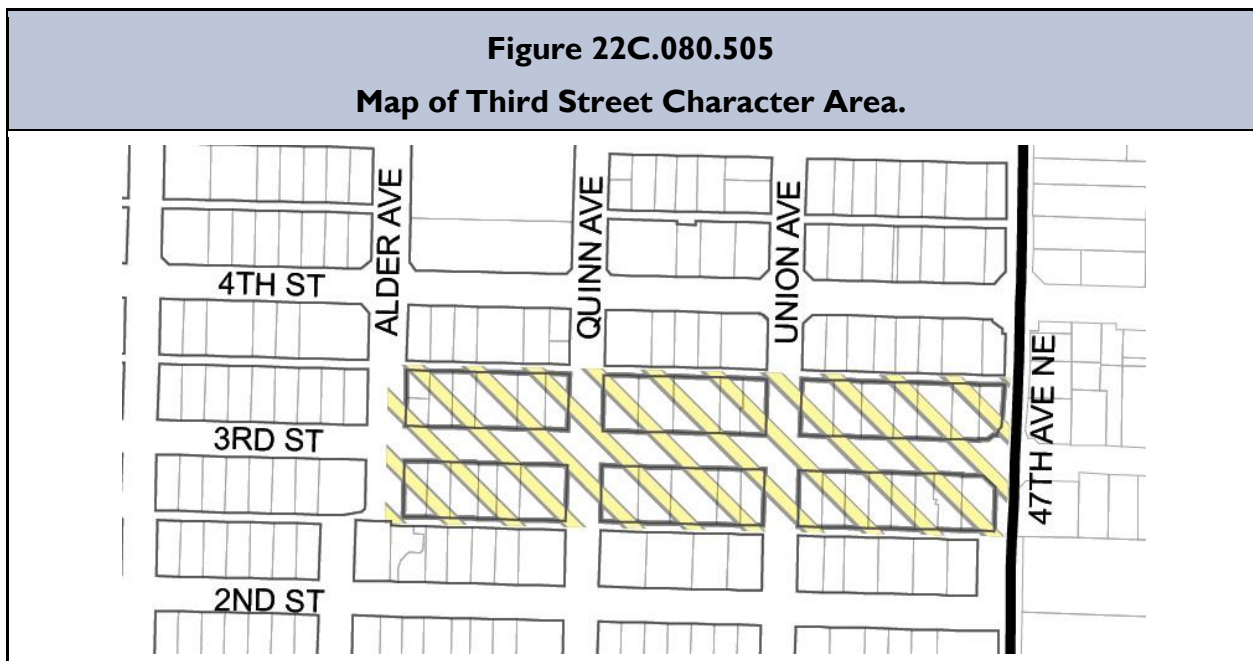 Figure 22C.080.505
Map of Third Street Character Area.
ALDER AVE
QUINN AVE
UNION AVE
4TH ST
47TH AVE NE
3RD ST
2ND ST